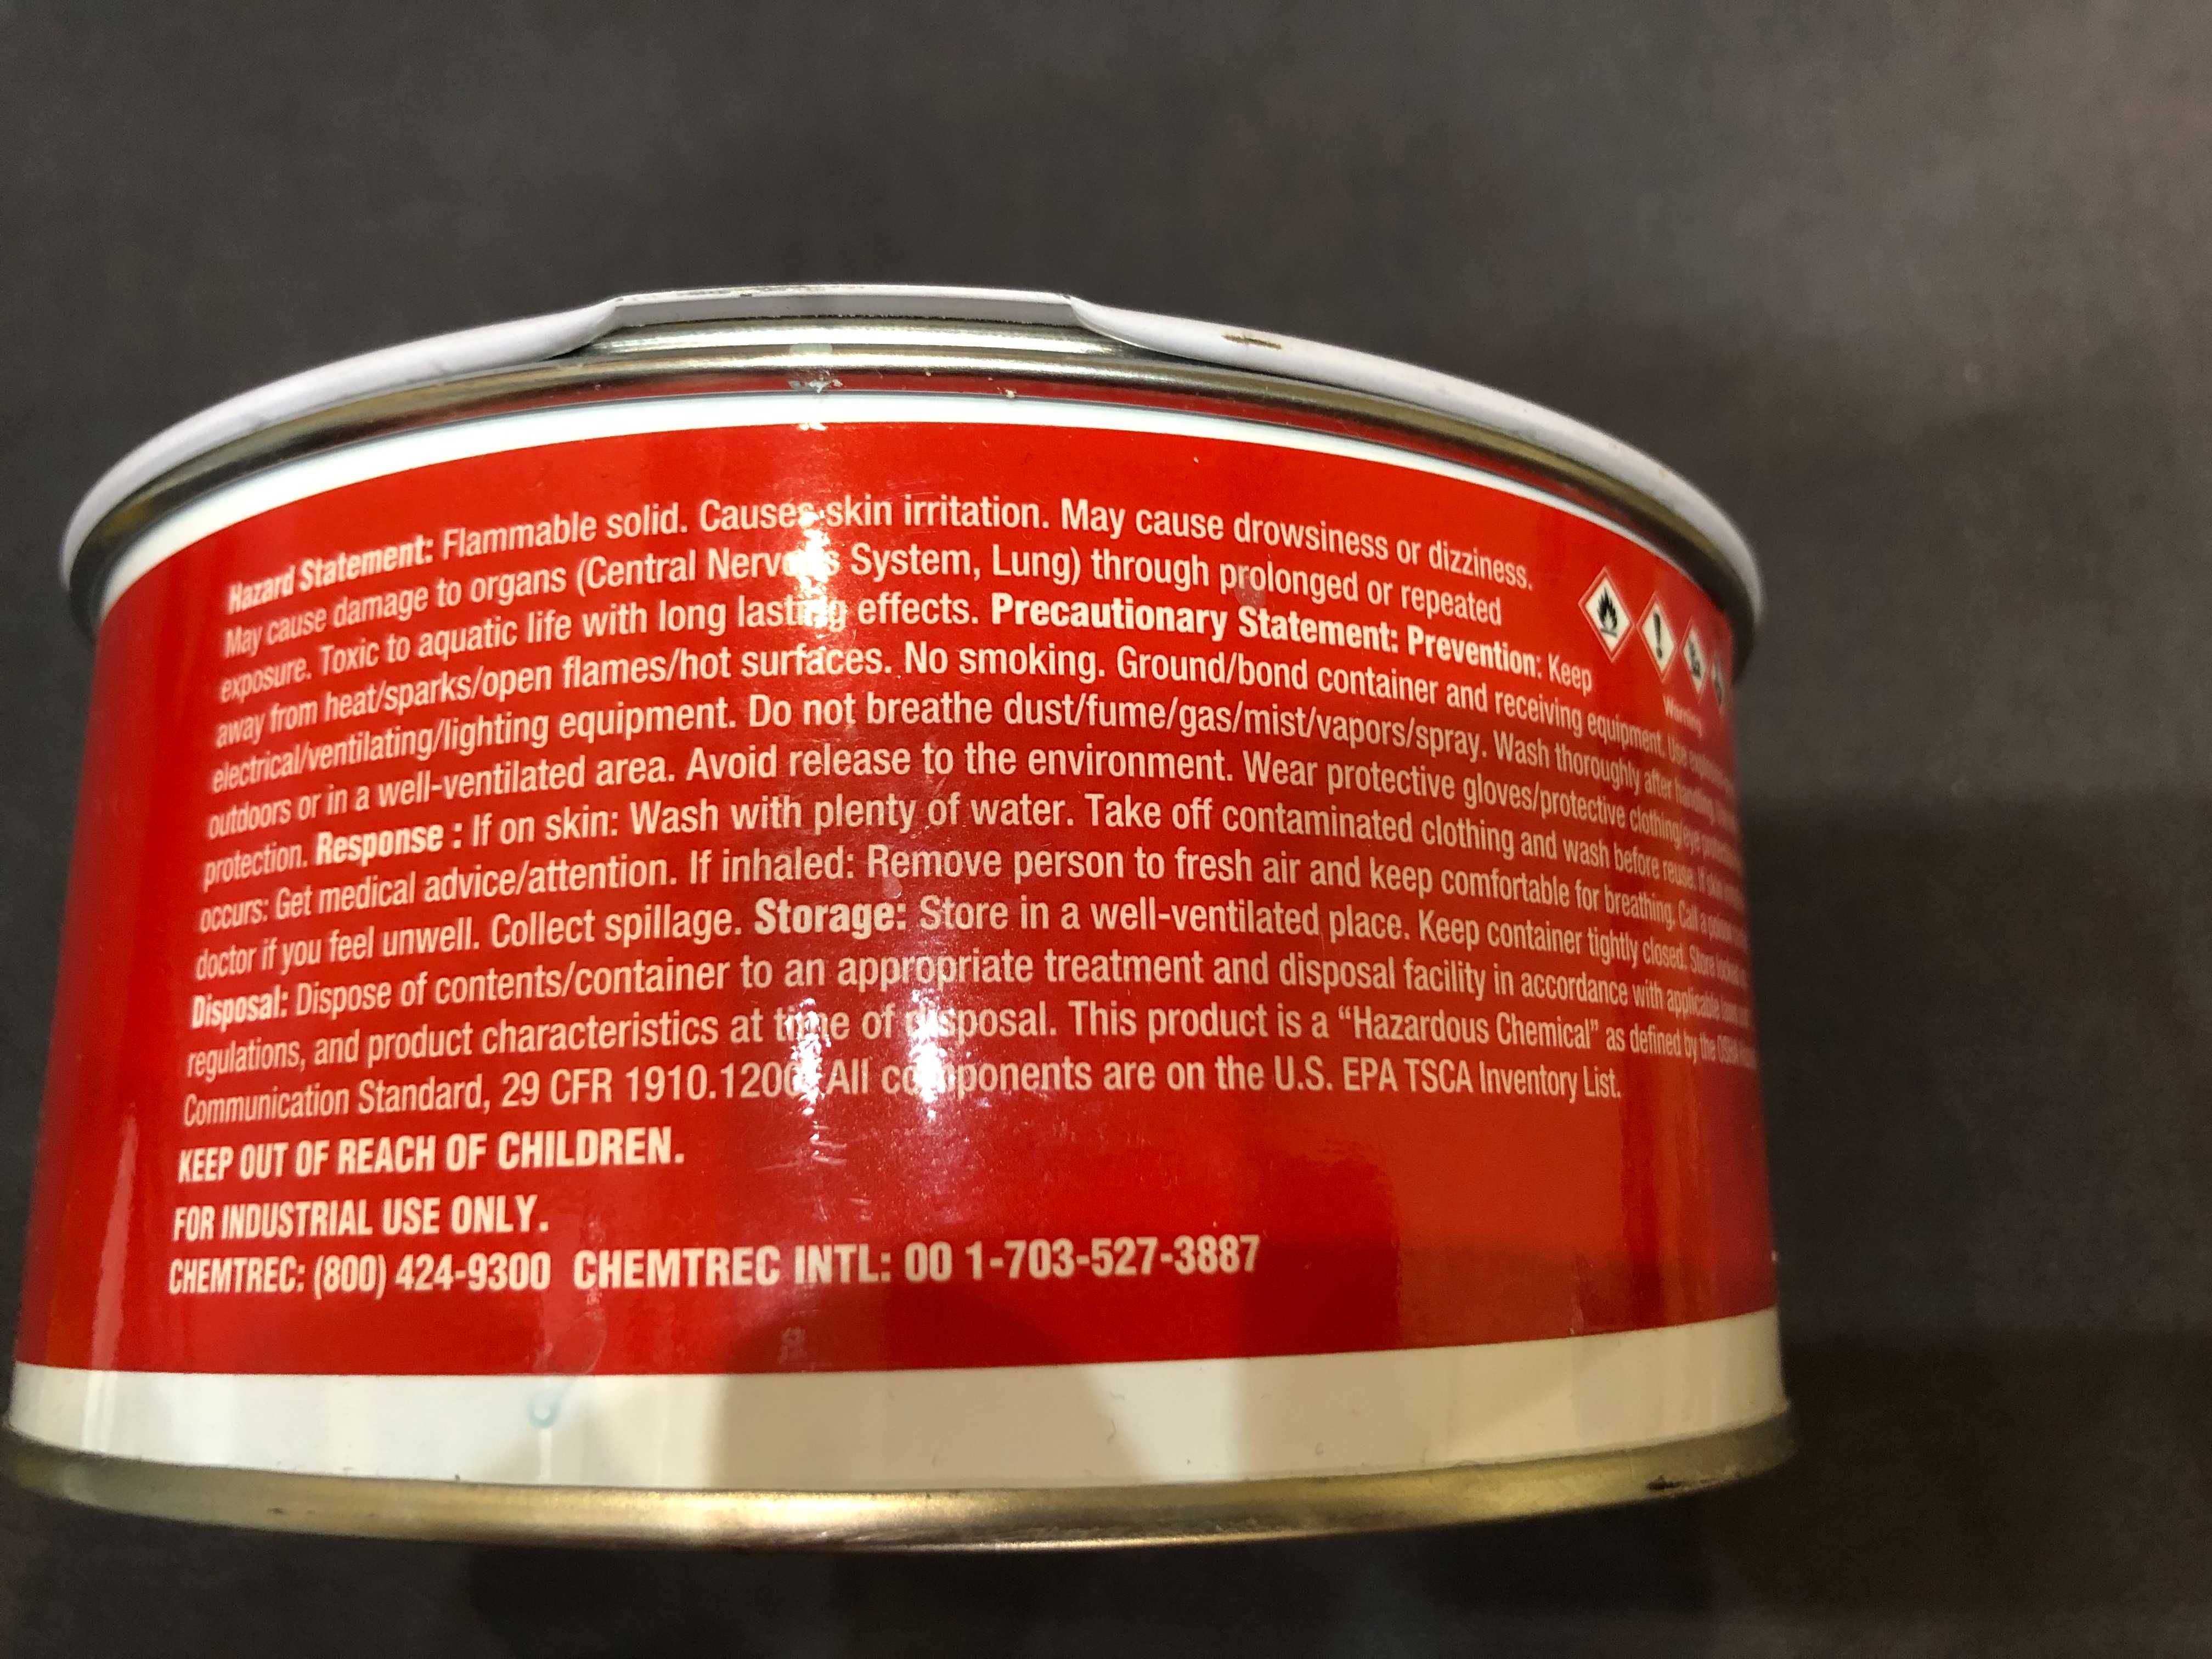 Hazard Statement: Flammable solid. Causes skin irritation. May cause drowsiness or dizziness.
May cause damage to organs (Central Nervous System, Lung) through prolonged or repeated
exposure. Toxic to aquatic life with long lasting effects. Precautionary Statement: Prevention: Keep
away from heat/sparks/open flames/hot surfaces. No smoking. Ground/bond container and receiving equipment. Use
electrical/ventilating/lighting equipment. Do not breathe dust/fume/gas/mist/vapors/spray. Wash thoroughly after handling.
outdoors or in a well-ventilated area. Avoid release to the environment. Wear protective gloves/protective clothing/eye
protection. Response : If on skin: Wash with plenty of water. Take off contaminated clothing and wash before reuse. If skin
occurs: Get medical advice/attention. If inhaled: Remove person to fresh air and keep comfortable for breathing. Call a
doctor if you feel unwell. Collect spillage. Storage: Store in a well-ventilated place. Keep container tightly closed. Store
Disposal: Dispose of contents/container to an appropriate treatment and disposal facility in accordance with applicable
regulations, and product characteristics at time of disposal. This product is a “Hazardous Chemical” as defined by the OSHA
Communication Standard, 29 CFR 1910.1200. All components are on the U.S. EPA TSCA Inventory List.
KEEP OUT OF REACH OF CHILDREN.
FOR INDUSTRIAL USE ONLY.
CHEMTREC: (800) 424-9300 CHEMTREC INTL: 00 1-703-527-3887
Warning